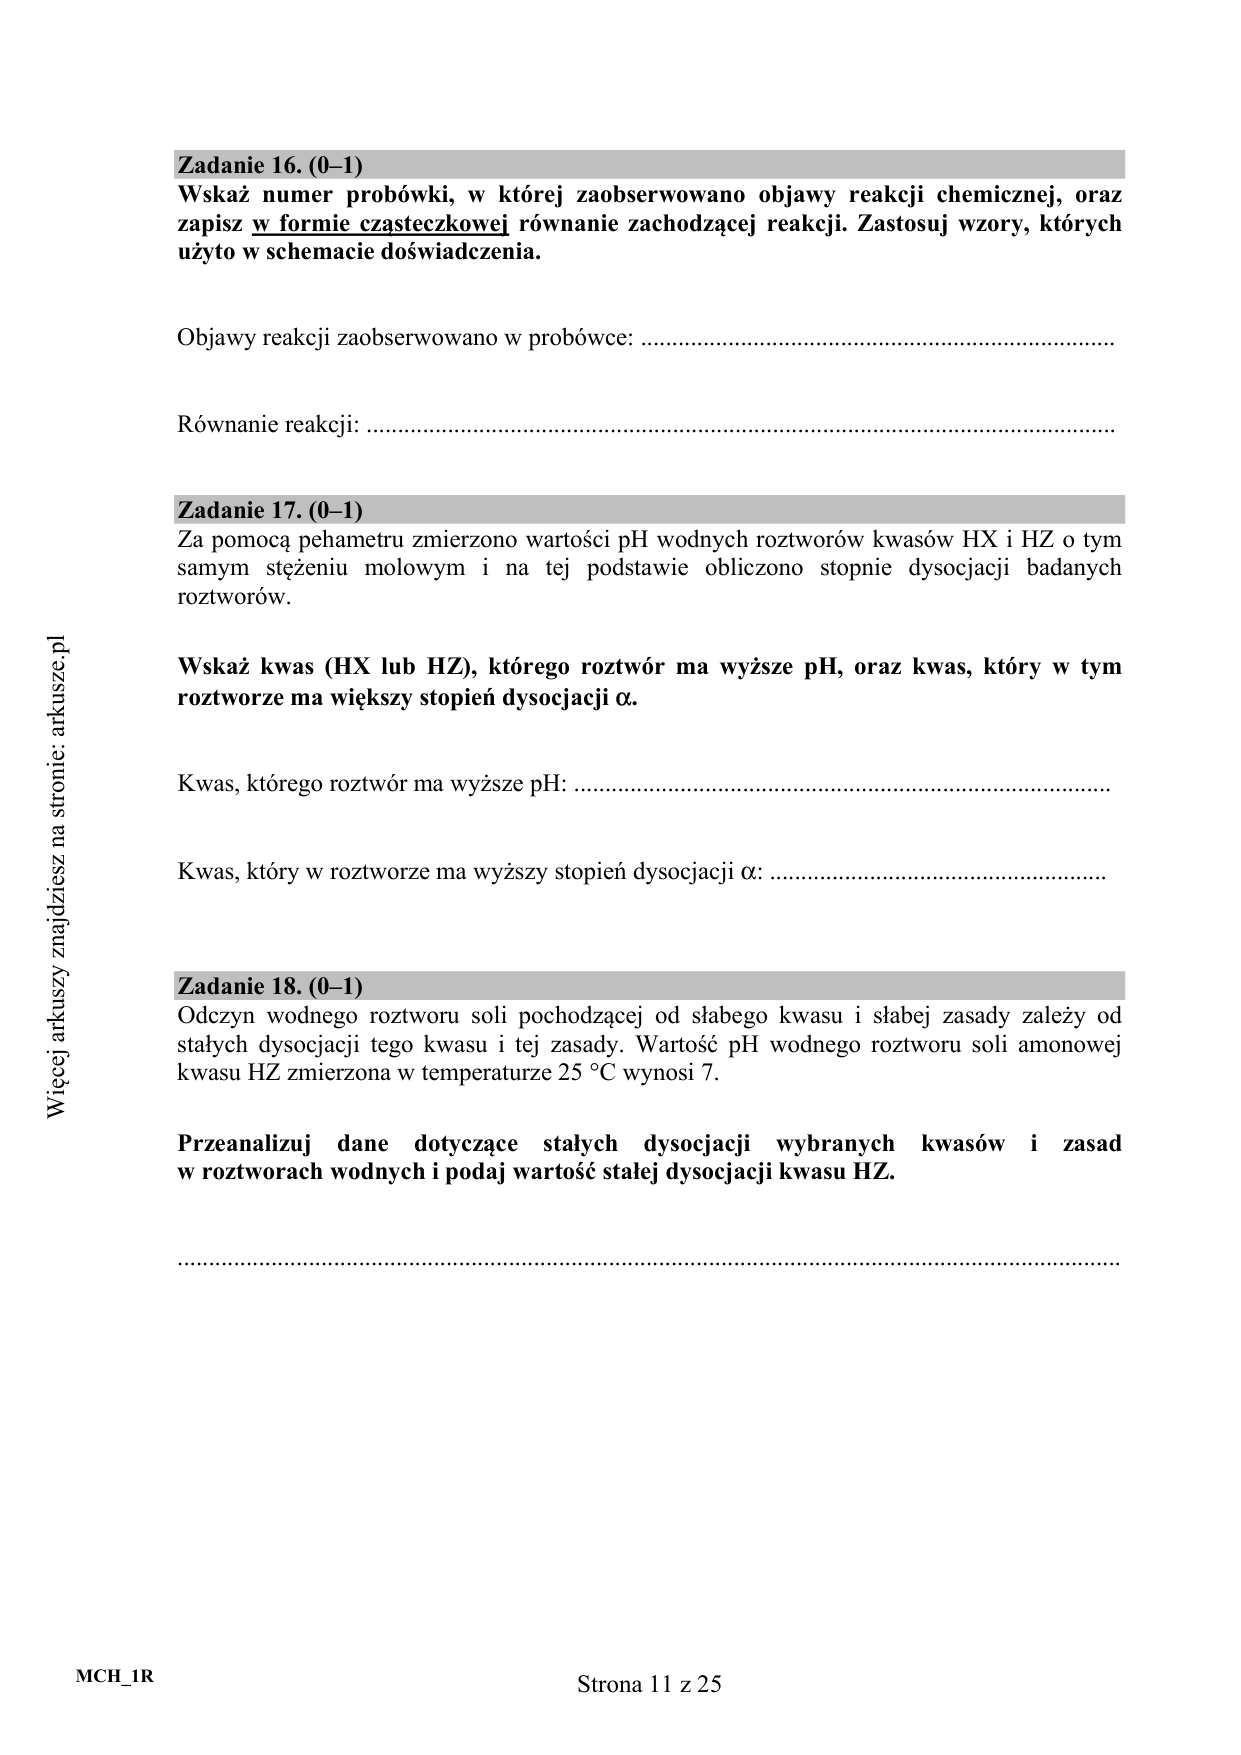 Zadanie 16. (0–1)
Wskaż numer probówki, w której zaobserwowano objawy reakcji chemicznej, oraz
zapisz w formie cząsteczkowej równanie zachodzącej reakcji. Zastosuj wzory, których
użyto w schemacie doświadczenia.
Objawy reakcji zaobserwowano w probówce: ............................................................................
Równanie reakcji: ........................................................................................................................
Zadanie 17. (0–1)
Za pomocą pehametru zmierzono wartości pH wodnych roztworów kwasów HX i HZ o tym
samym stężeniu molowym i na tej podstawie obliczono stopnie dysocjacji badanych
roztworów.
Wskaż kwas (HX lub HZ), którego roztwór ma wyższe pH, oraz kwas, który w tym
roztworze ma większy stopień dysocjacji α.
Kwas, którego roztwór ma wyższe pH: ......................................................................................
Kwas, który w roztworze ma wyższy stopień dysocjacji α: ......................................................
Zadanie 18. (0–1)
Odczyn wodnego roztworu soli pochodzącej od słabego kwasu i słabej zasady zależy od
stałych dysocjacji tego kwasu i tej zasady. Wartość pH wodnego roztworu soli amonowej
kwasu HZ zmierzona w temperaturze 25 °C wynosi 7.
Przeanalizuj dane dotyczące stałych dysocjacji wybranych kwasów i zasad
w roztworach wodnych i podaj wartość stałej dysocjacji kwasu HZ.
.......................................................................................................................................................
Więcej arkuszy znajdziesz na stronie: arkusze.pl
MCH_1R
Strona 11 z 25